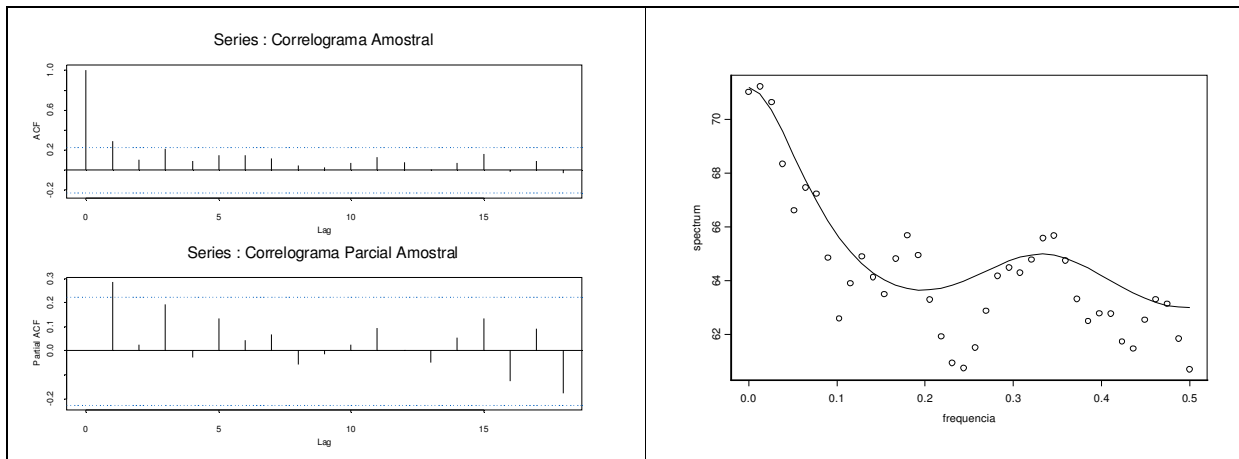 Series : Correlograma Amostral
ACF
1.0
0.6
0.2
-0.2
0 5 10 15
Lag
Series : Correlograma Parcial Amostral
Partial ACF
0.3
0.2
0.1
0.0
-0.2
0 5 10 15
Lag
spectrum
70
68
66
64
62
0.0 0.1 0.2 0.3 0.4 0.5
frequencia